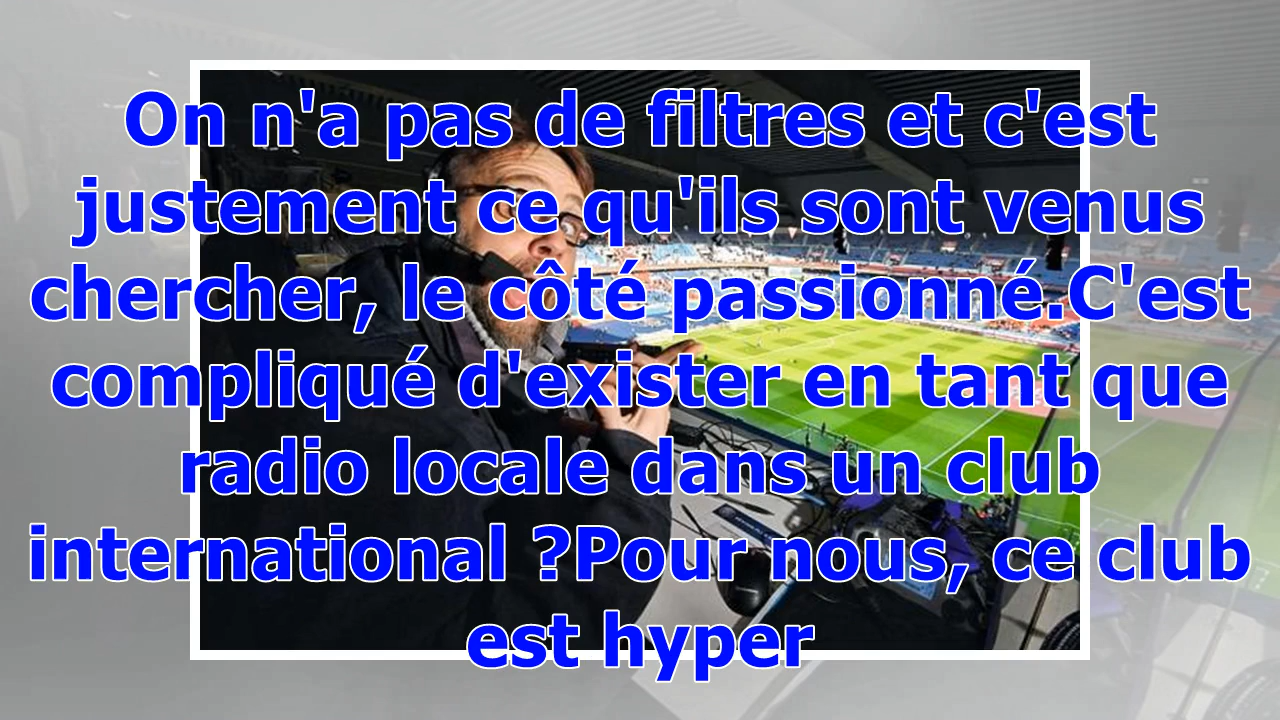 On n'a pas de filtres et c'est
justement ce qu'ils sont venus
chercher, le côté passionné.C'est
compliqué d'exister en tant que
radio locale dans un club
international ?Pour nous, ce club
est hyper